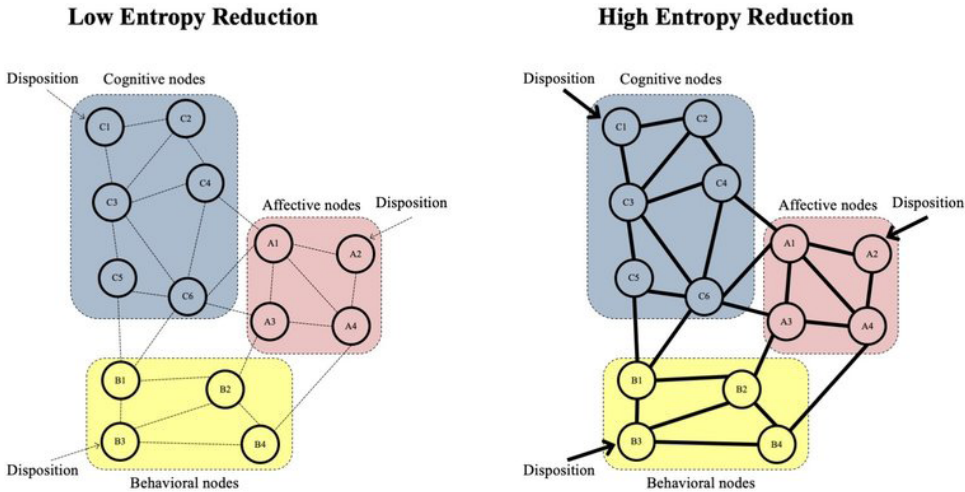 Low Entropy Reduction
Disposition
Cognitive nodes
C1
C2
C3
C4
C5
C6
Affective nodes
Disposition
A1
A2
A3
A4
B1
B2
B3
B4
Disposition
Behavioral nodes
High Entropy Reduction
Disposition
Cognitive nodes
C1
C2
C3
C4
C5
C6
Affective nodes
Disposition
A1
A2
A3
A4
B1
B2
B3
B4
Disposition
Behavioral nodes